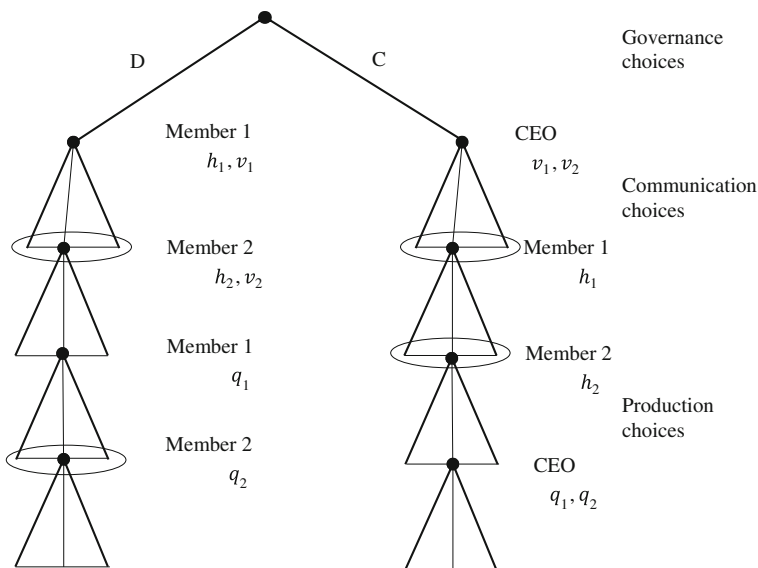 D
C
Governance
choices
Member 1
h₁, v₁
CEO
v₁, v₂
Communication
choices
Member 2
h₂, v₂
Member 1
h₁
Member 1
q₁
Member 2
h₂
Production
choices
Member 2
q₂
CEO
q₁, q₂